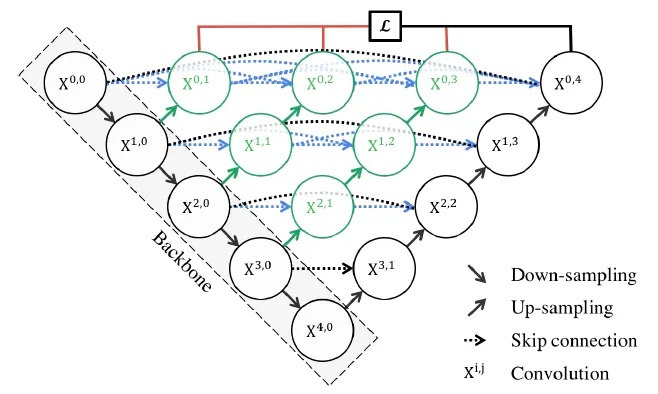 ℒ
X⁰,⁰ X⁰,¹ X⁰,² X⁰,³ X⁰,⁴
X¹,⁰ X¹,¹ X¹,² X¹,³
X²,⁰ X²,¹ X²,² 
X³,⁰ X³,¹
X⁴,⁰
Backbone
Down-sampling
Up-sampling
Skip connection
Xⁱ,ʲ Convolution